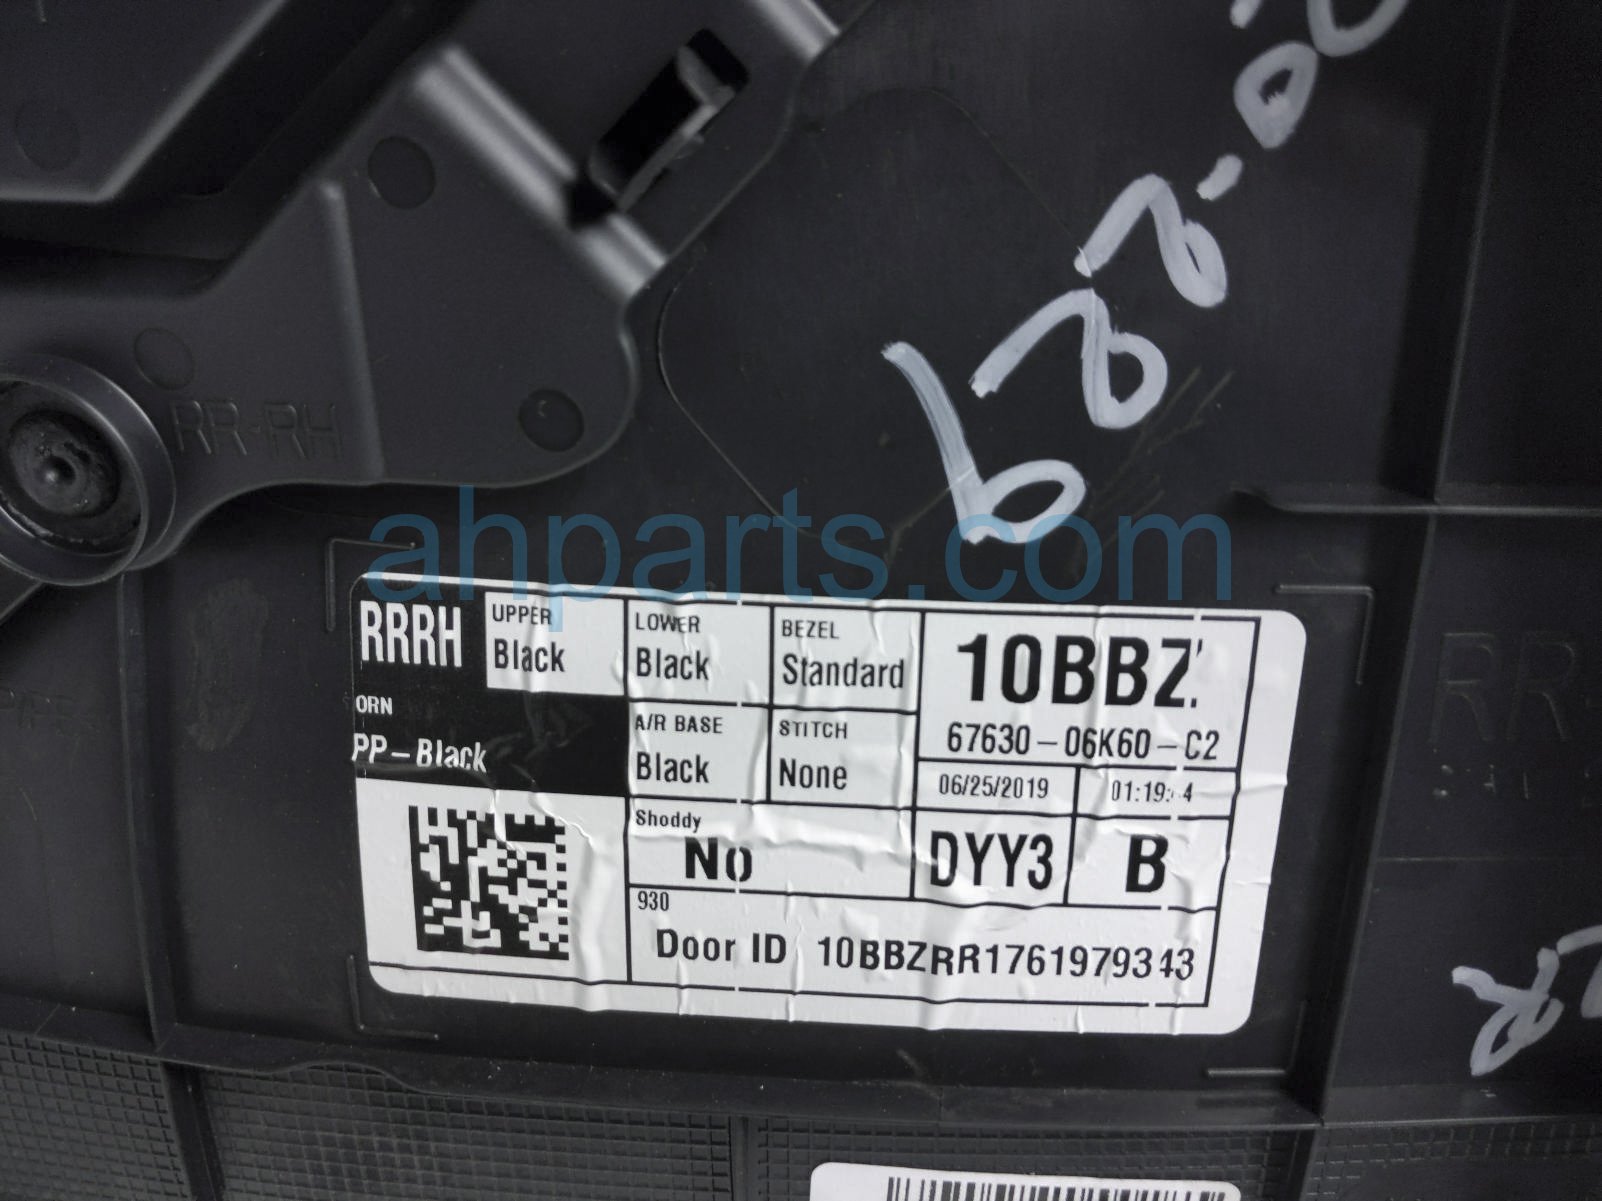 RR-RH
ahparts.com
RRRH
UPPER
Black
LOWER
Black
BEZEL
Standard
10BBZ
67630-06K60-C2
ORN
PP-Black
A/R BASE
Black
STITCH
None
06/25/2019
Shoddy
No
DYY3
B
930
Door ID 10BBZRR1761979343